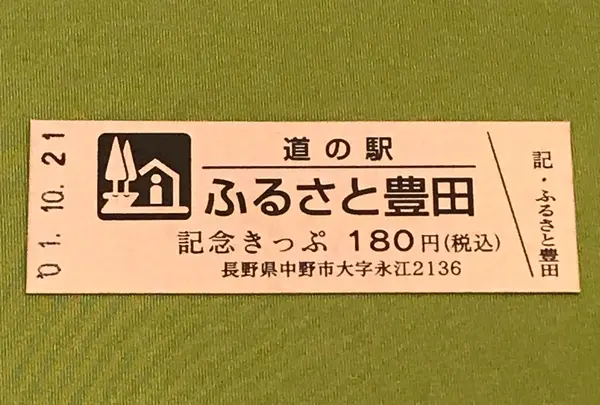 01.10.21
道の駅
ふるさと豊田
記念きっぷ 180円(税込)
長野県中野市大字永江2136
記・ふるさと豊田